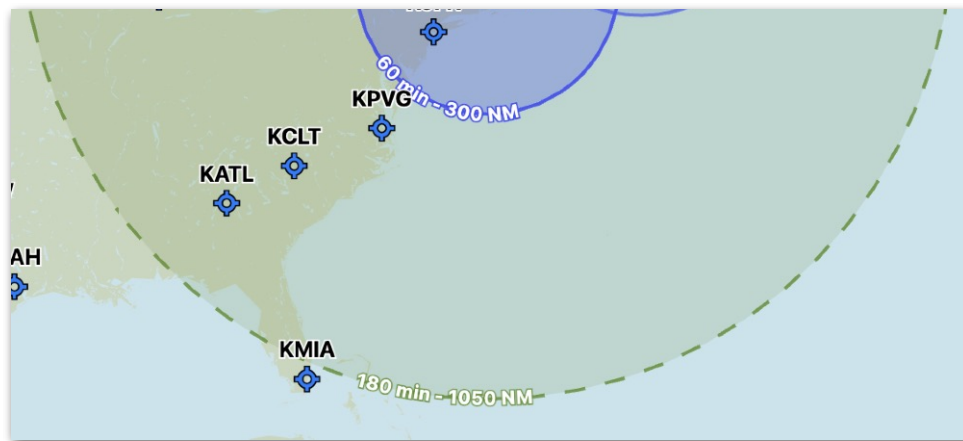 60 min - 300 NM
KPVG
KCLT
KATL
AH
KMIA
180 min - 1050 NM